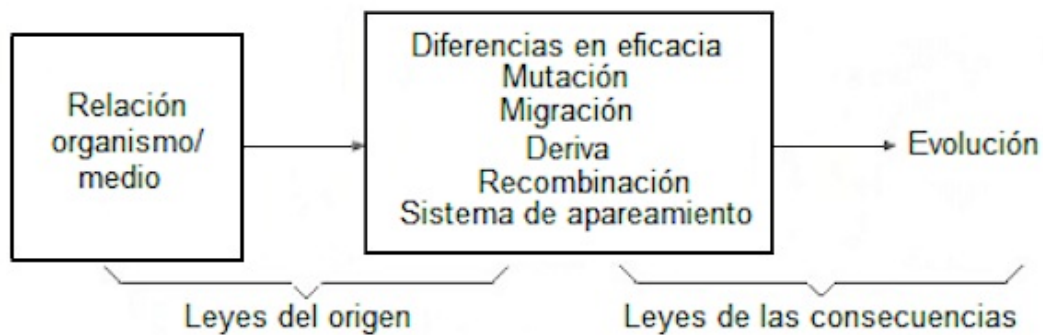 Relación
organismo/
medio
Diferencias en eficacia
Mutación
Migración
Deriva
Recombinación
Sistema de apareamiento
Evolución
Leyes del origen
Leyes de las consecuencias